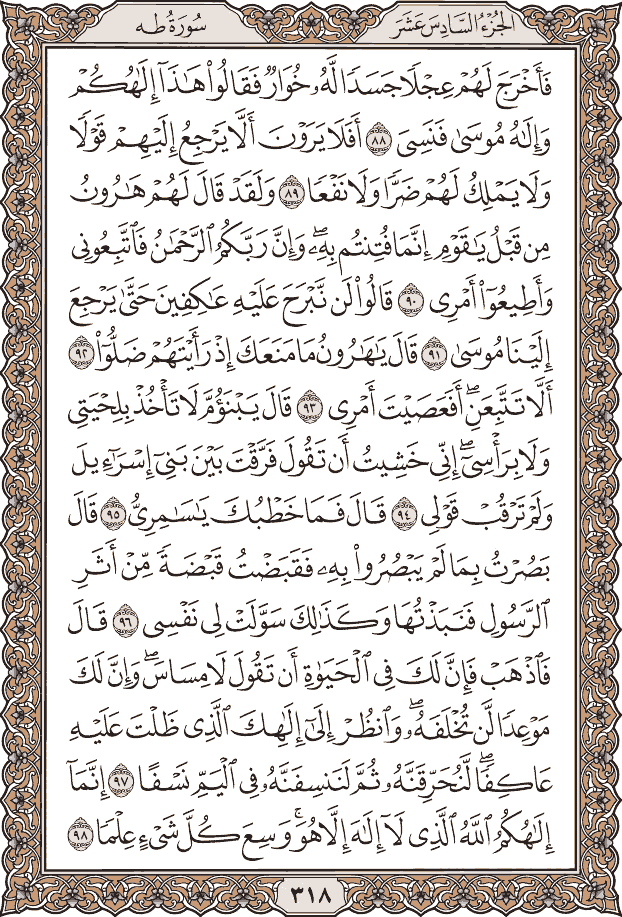 الجُزْءُ السَّادِسَ عَشَرَ
سُورَةُ طه
فَأَخْرَجَ لَهُمْ عِجْلًا جَسَدًا لَّهُۥ خُوَارٌ فَقَالُوا۟ هَٰذَآ إِلَٰهُكُمْ
وَإِلَٰهُ مُوسَىٰ فَنَسِىَ ٨٨ أَفَلَا يَرَوْنَ أَلَّا يَرْجِعُ إِلَيْهِمْ قَوْلًا
وَلَا يَمْلِكُ لَهُمْ ضَرًّا وَلَا نَفْعًا ٨٩ وَلَقَدْ قَالَ لَهُمْ هَٰرُونُ
مِن قَبْلُ يَٰقَوْمِ إِنَّمَا فُتِنتُم بِهِۦ ۖ وَإِنَّ رَبَّكُمُ ٱلرَّحْمَٰنُ فَٱتَّبِعُونِى
وَأَطِيعُوٓا۟ أَمْرِى ٩٠ قَالُوا۟ لَن نَّبْرَحَ عَلَيْهِ عَٰكِفِينَ حَتَّىٰ يَرْجِعَ
إِلَيْنَا مُوسَىٰ ٩١ قَالَ يَٰهَٰرُونُ مَا مَنَعَكَ إِذْ رَأَيْتَهُمْ ضَلُّوٓا۟ ٩٢
أَلَّا تَتَّبِعَنِ ۖ أَفَعَصَيْتَ أَمْرِى ٩٣ قَالَ يَبْنَؤُمَّ لَا تَأْخُذْ بِلِحْيَتِى
وَلَا بِرَأْسِىٓ ۖ إِنِّى خَشِيتُ أَن تَقُولَ فَرَّقْتَ بَيْنَ بَنِىٓ إِسْرَٰٓءِيلَ
وَلَمْ تَرْقُبْ قَوْلِى ٩٤ قَالَ فَمَا خَطْبُكَ يَٰسَٰمِرِىُّ ٩٥ قَالَ
بَصُرْتُ بِمَا لَمْ يَبْصُرُوا۟ بِهِۦ فَقَبَضْتُ قَبْضَةً مِّنْ أَثَرِ
ٱلرَّسُولِ فَنَبَذْتُهَا وَكَذَٰلِكَ سَوَّلَتْ لِى نَفْسِى ٩٦ قَالَ
فَٱذْهَبْ فَإِنَّ لَكَ فِى ٱلْحَيَوٰةِ أَن تَقُولَ لَا مِسَاسَ ۖ وَإِنَّ لَكَ
مَوْعِدًا لَّن تُخْلَفَهُۥ ۖ وَٱنظُرْ إِلَىٰٓ إِلَٰهِكَ ٱلَّذِى ظَلْتَ عَلَيْهِ
عَاكِفًا ۖ لَّنُحَرِّقَنَّهُۥ ثُمَّ لَنَنسِفَنَّهُۥ فِى ٱلْيَمِّ نَسْفًا ٩٧ إِنَّمَآ
إِلَٰهُكُمُ ٱللَّهُ ٱلَّذِى لَآ إِلَٰهَ إِلَّا هُوَ ۚ وَسِعَ كُلَّ شَىْءٍ عِلْمًا ٩٨
٣١٨